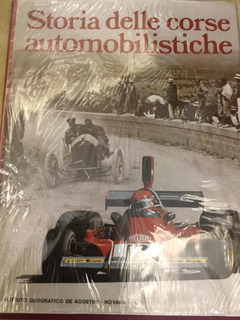 Storia delle corse
automobilistiche
ISTITUTO GEOGRAFICO DE AGOSTINI - NOVARA